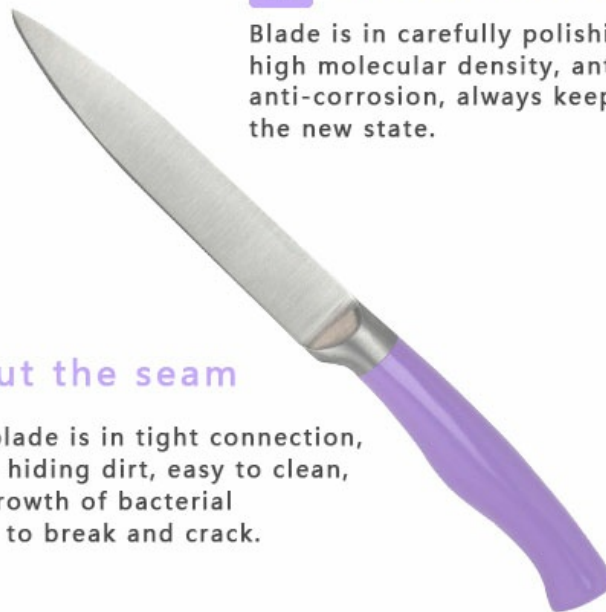 Blade is in carefully polishi
high molecular density, ant
anti-corrosion, always keep
the new state.
ut the seam
blade is in tight connection,
hiding dirt, easy to clean,
rowth of bacterial
to break and crack.